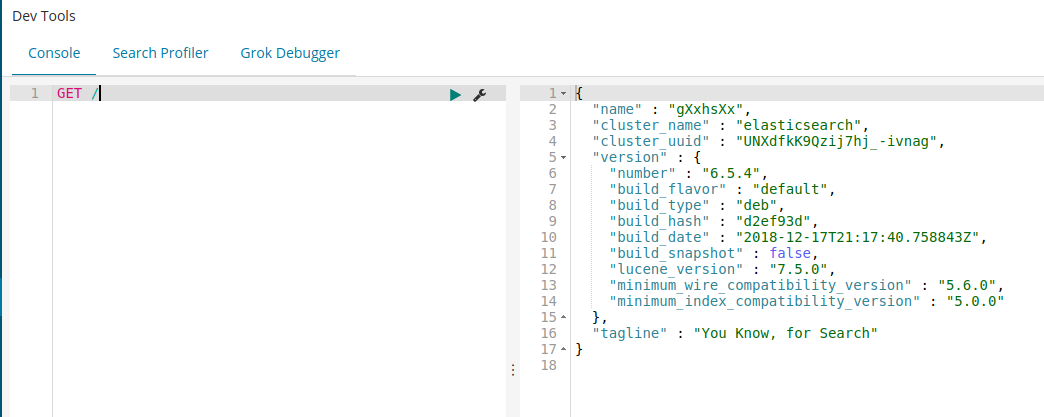 Dev Tools
Console Search Profiler Grok Debugger
1 GET /
1 {
2 "name" : "gXxhsXx",
3 "cluster_name" : "elasticsearch",
4 "cluster_uuid" : "UNXdfkK9Qzij7hj_-ivnag",
5 "version" : {
6 "number" : "6.5.4",
7 "build_flavor" : "default",
8 "build_type" : "deb",
9 "build_hash" : "d2ef93d",
10 "build_date" : "2018-12-17T21:17:40.758843Z",
11 "build_snapshot" : false,
12 "lucene_version" : "7.5.0",
13 "minimum_wire_compatibility_version" : "5.6.0",
14 "minimum_index_compatibility_version" : "5.0.0"
15 },
16 "tagline" : "You Know, for Search"
17 }
18